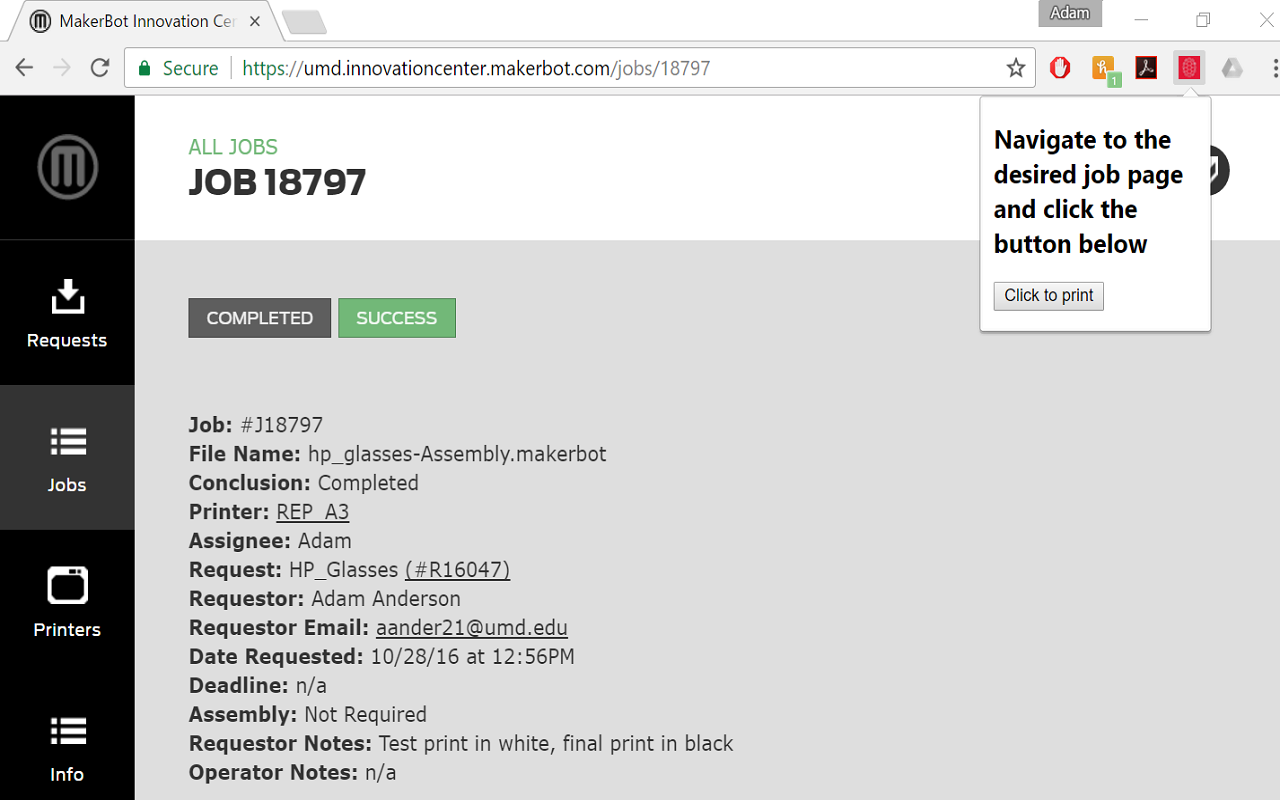 Adam
MakerBot Innovation Cer
Secure
https://umd.innovationcenter.makerbot.com/jobs/18797
1
Navigate to the
desired job page
and click the
button below
Click to print
ALL JOBS
JOB 18797
Requests
Jobs
Printers
Info
COMPLETED
SUCCESS
Job: #J18797
File Name: hp_glasses-Assembly.makerbot
Conclusion: Completed
Printer: REP_A3
Assignee: Adam
Request: HP_Glasses (#R16047)
Requestor: Adam Anderson
Requestor Email: aander21@umd.edu
Date Requested: 10/28/16 at 12:56PM
Deadline: n/a
Assembly: Not Required
Requestor Notes: Test print in white, final print in black
Operator Notes: n/a